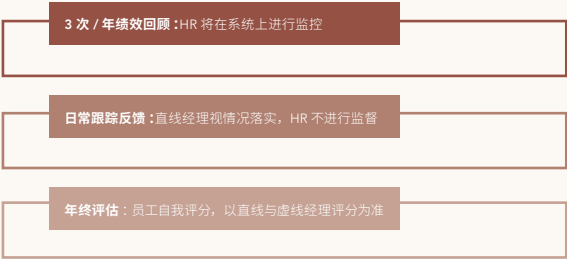 3 次 / 年绩效回顾：HR 将在系统上进行监控
日常跟踪反馈：直线经理视情况落实，HR 不进行监督
年终评估：员工自我评分，以直线与虚线经理评分为准